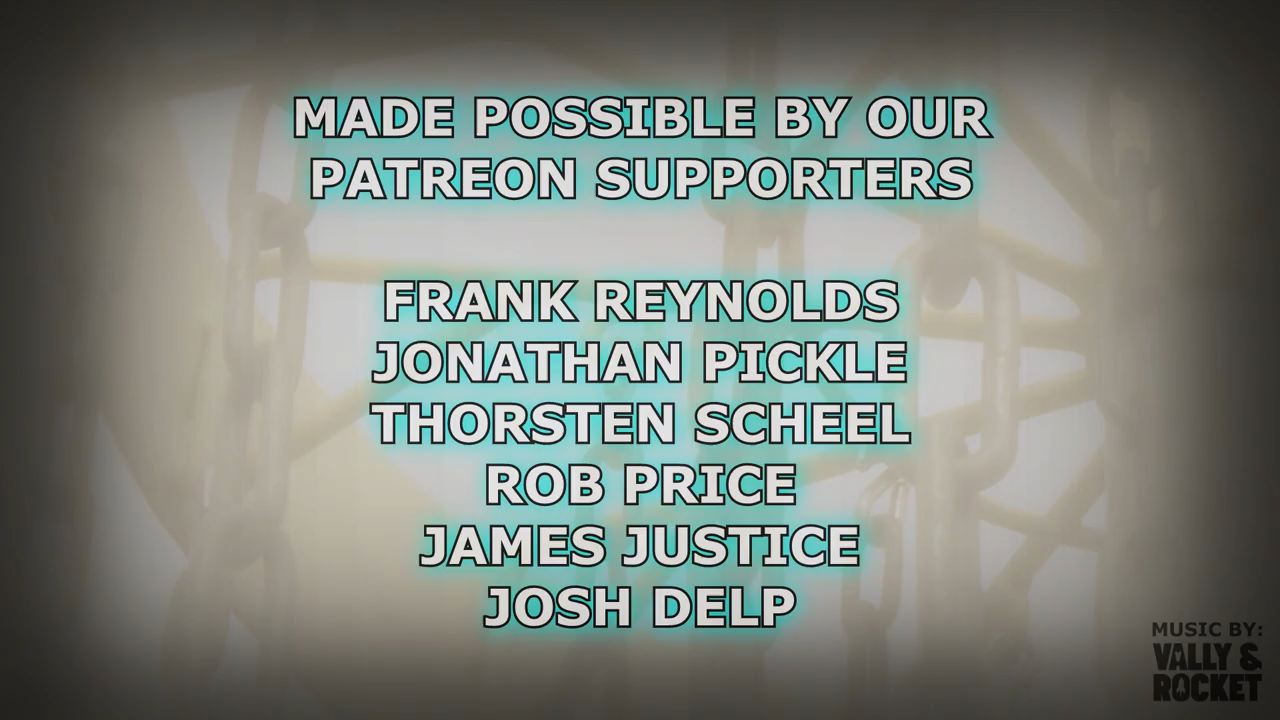 MADE POSSIBLE BY OUR
PATREON SUPPORTERS
FRANK REYNOLDS
JONATHAN PICKLE
THORSTEN SCHEEL
ROB PRICE
JAMES JUSTICE
JOSH DELP
MUSIC BY:
VALLY &
ROCKET